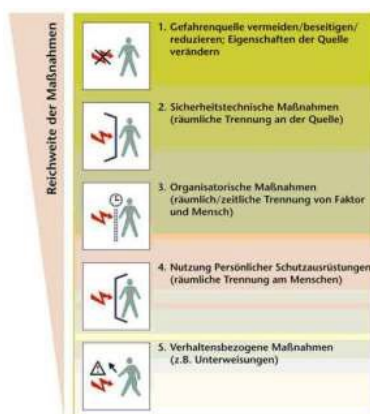 Reichweite der Maßnahmen
1. Gefahrenquelle vermeiden/beseitigen/
reduzieren; Eigenschaften der Quelle
verändern
2. Sicherheitstechnische Maßnahmen
(räumliche Trennung an der Quelle)
3. Organisatorische Maßnahmen
(räumlich/zeitliche Trennung von Faktor
und Mensch)
4. Nutzung Persönlicher Schutzausrüstungen
(räumliche Trennung am Menschen)
5. Verhaltensbezogene Maßnahmen
(z.B. Unterweisungen)